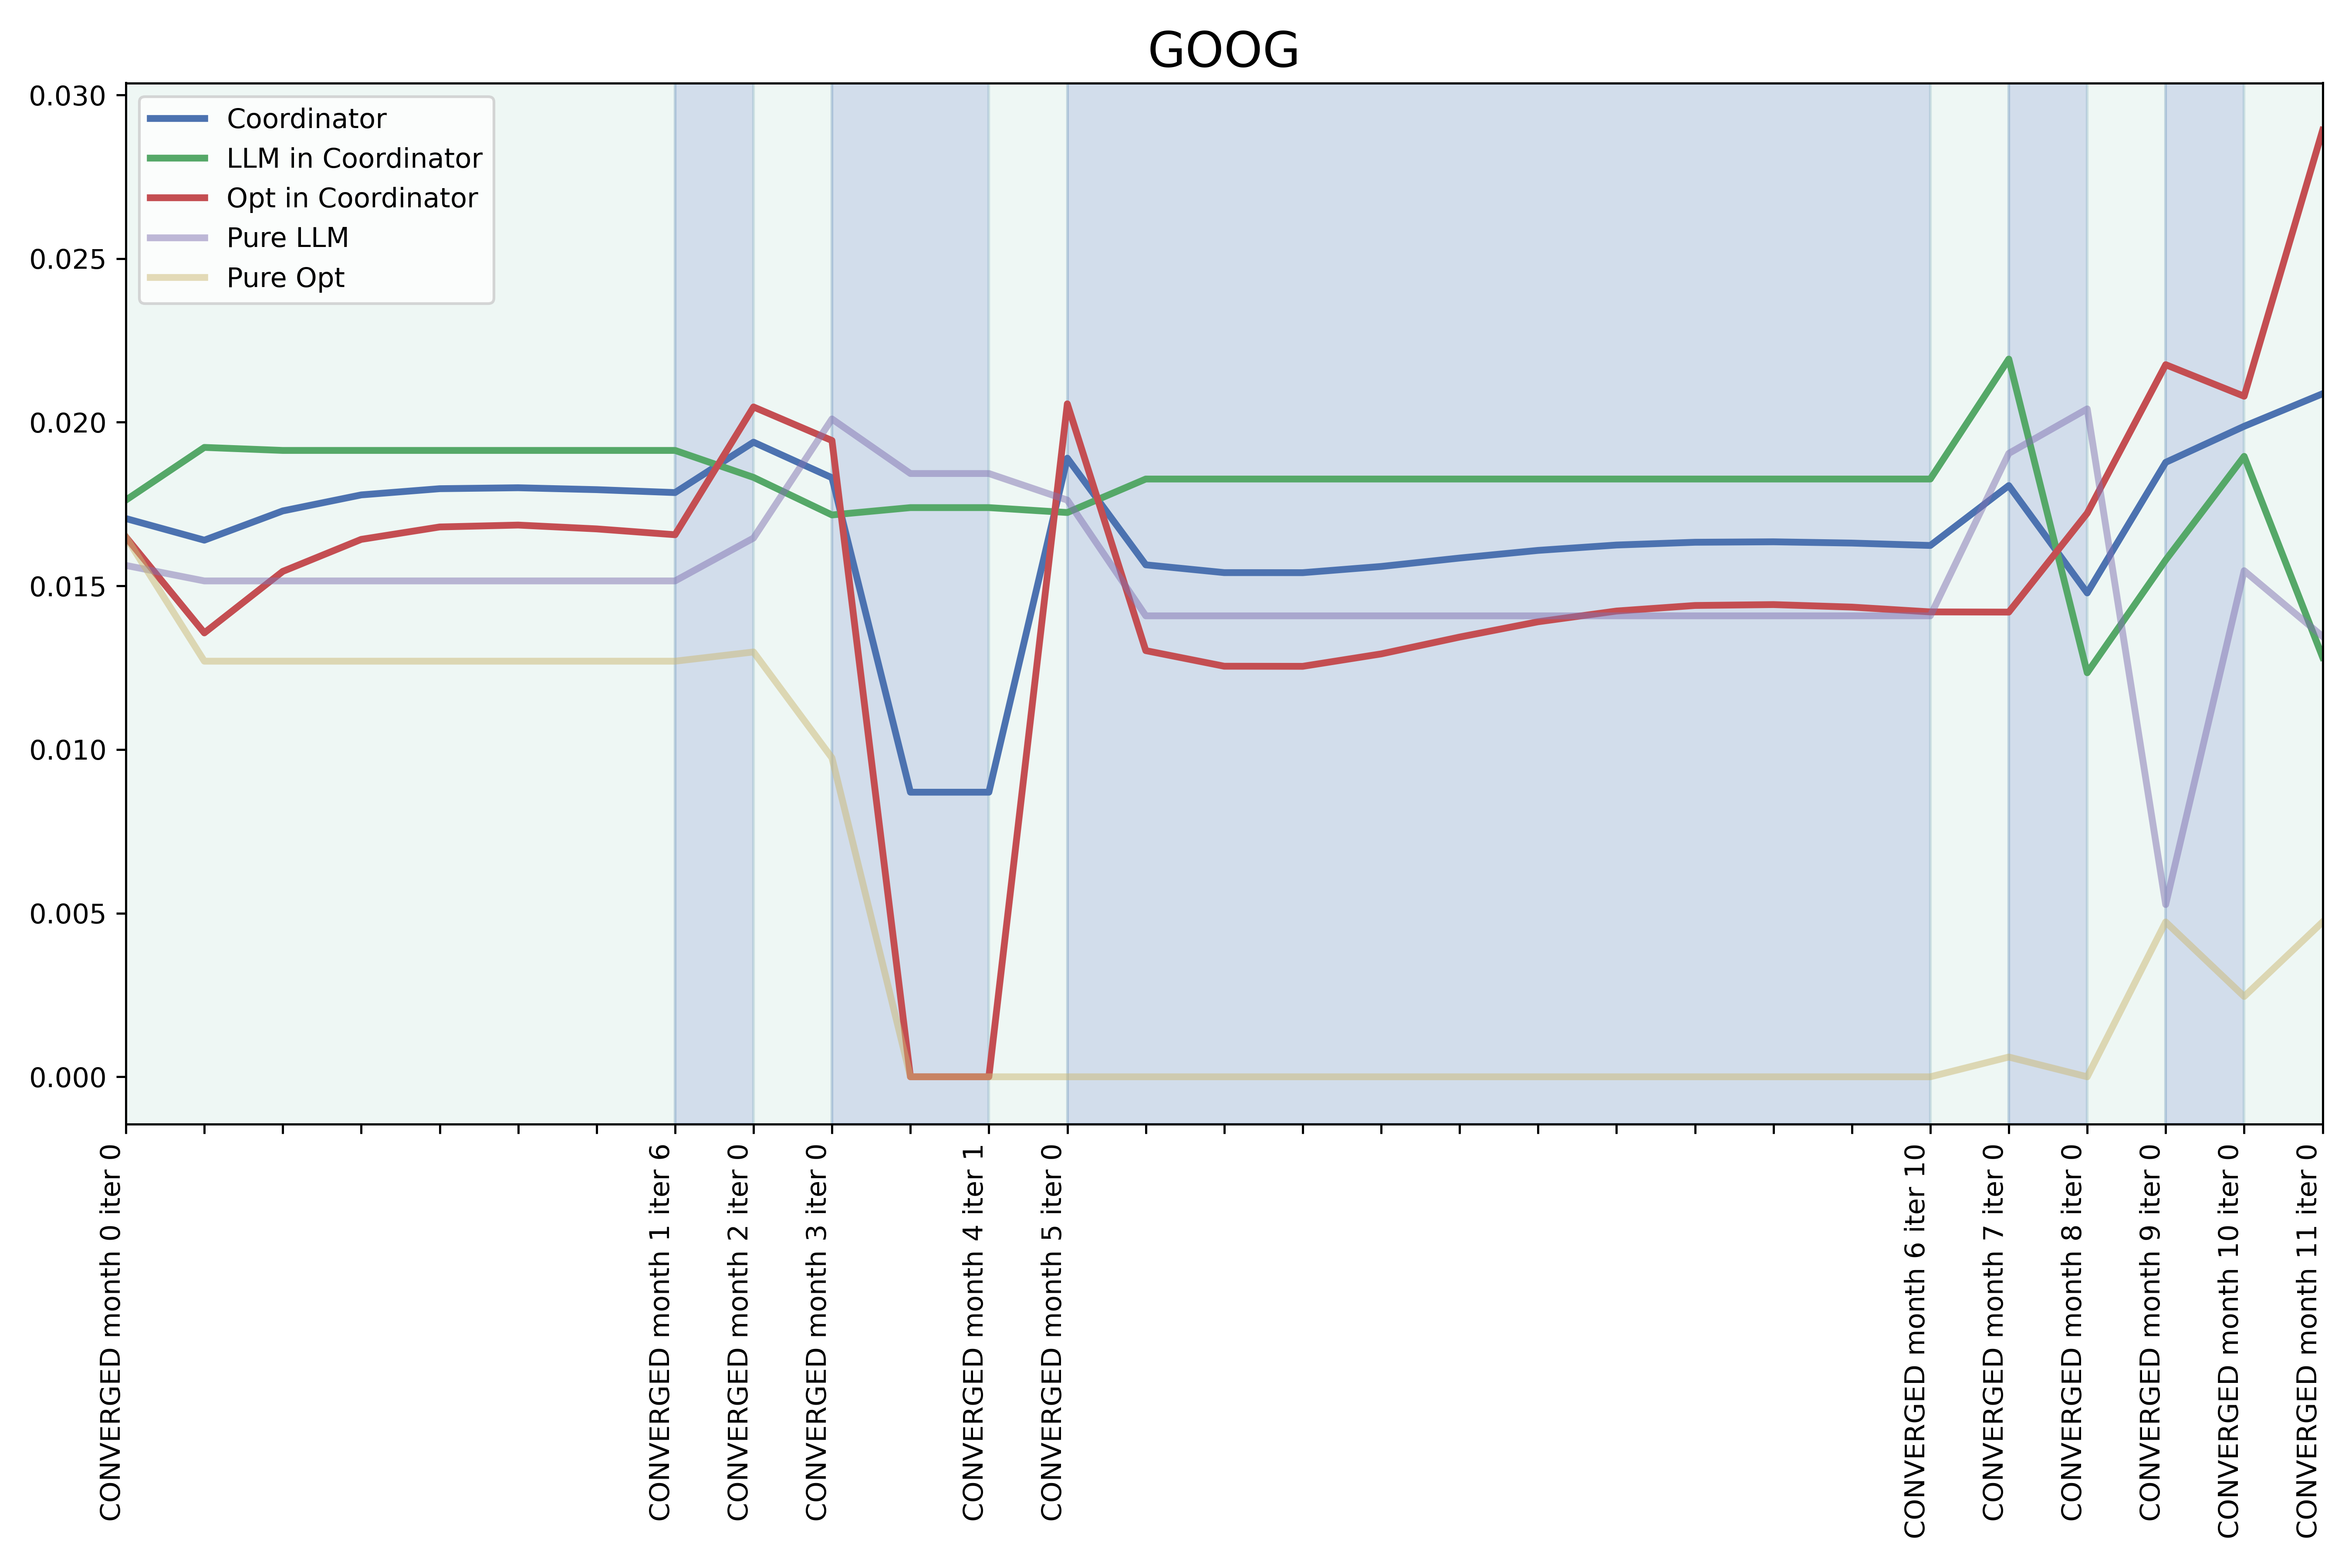 GOOG
0.030
0.025
0.020
0.015
0.010
0.005
0.000
Coordinator
LLM in Coordinator
Opt in Coordinator
Pure LLM
Pure Opt
CONVERGED month 0 iter 0
CONVERGED month 1 iter 6
CONVERGED month 2 iter 0
CONVERGED month 3 iter 0
CONVERGED month 4 iter 1
CONVERGED month 5 iter 0
CONVERGED month 6 iter 10
CONVERGED month 7 iter 0
CONVERGED month 8 iter 0
CONVERGED month 9 iter 0
CONVERGED month 10 iter 0
CONVERGED month 11 iter 0